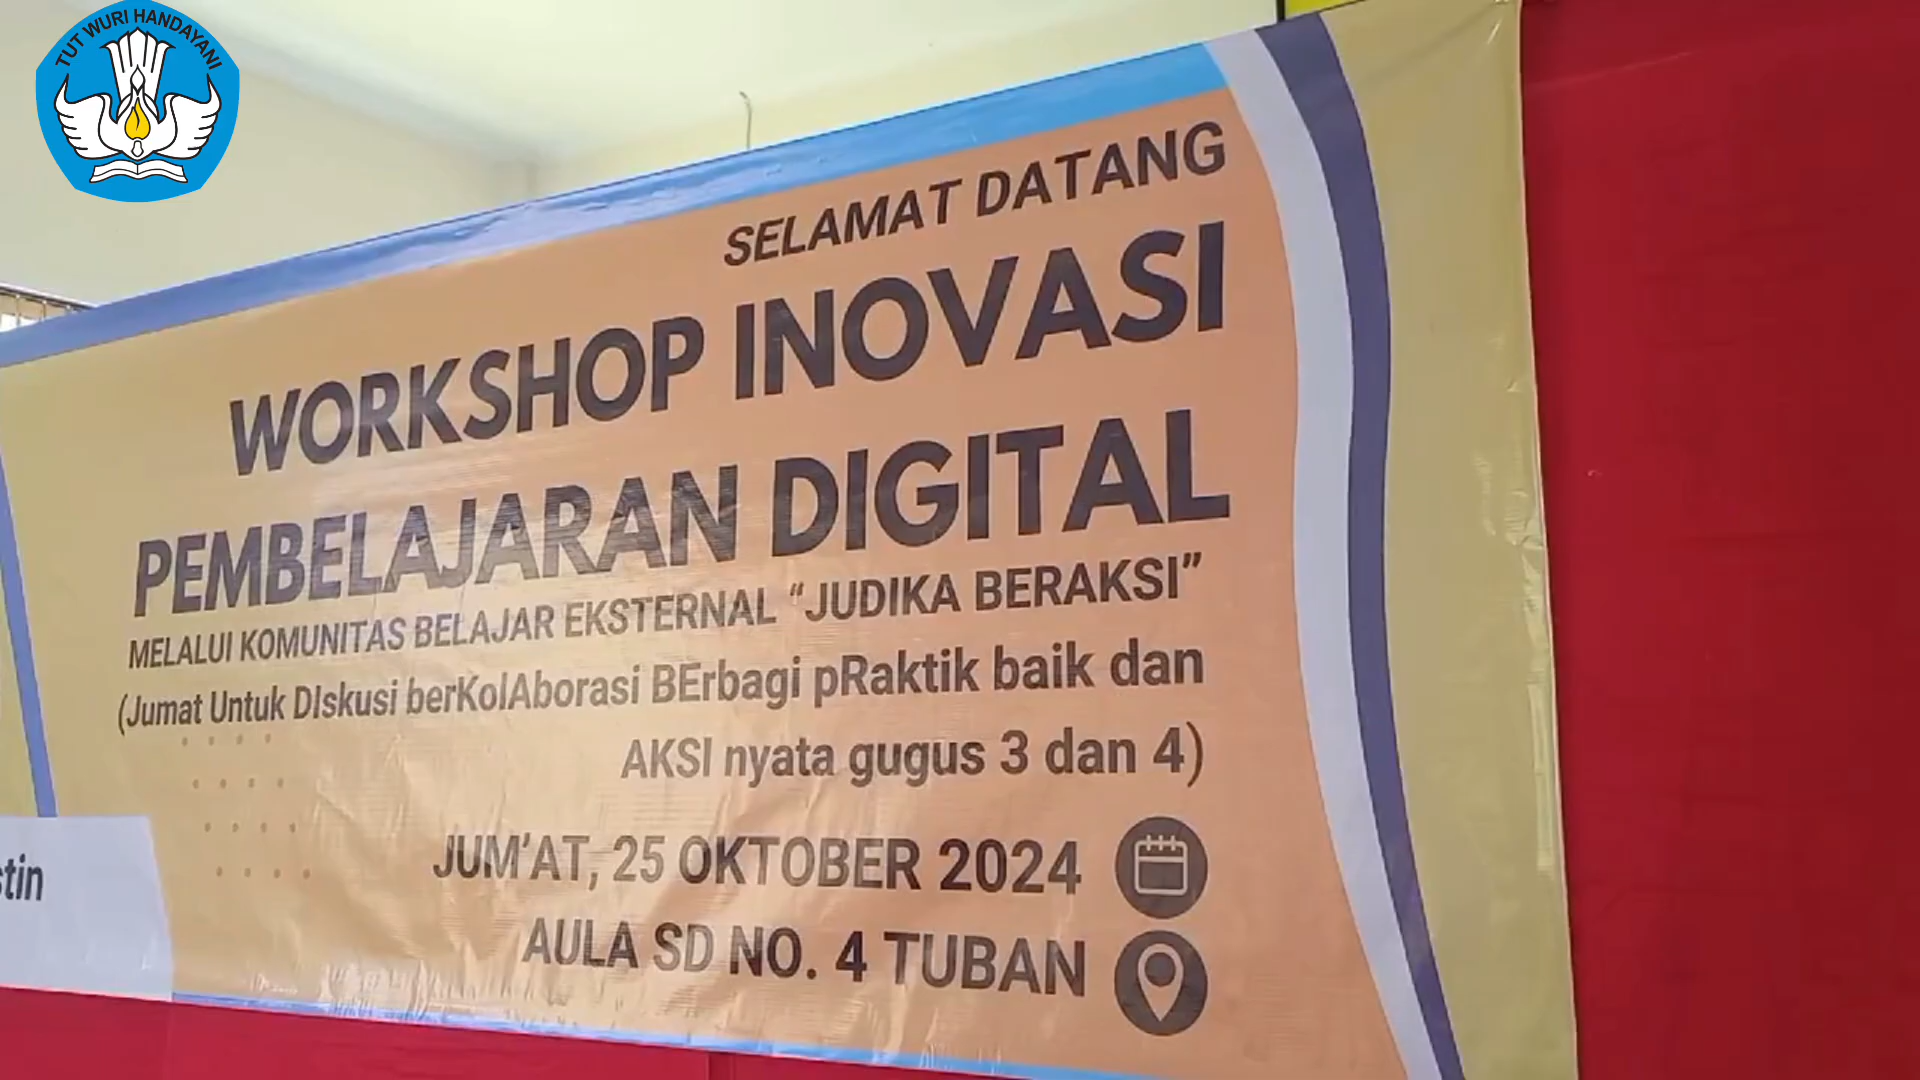 TUT WURI HANDAYANI
SELAMAT DATANG
WORKSHOP INOVASI
PEMBELAJARAN DIGITAL
MELALUI KOMUNITAS BELAJAR EKSTERNAL “JUDIKA BERAKSI”
(Jumat Untuk DIskusi berKolAborasi BErbagi pRaktik baik dan
AKSI nyata gugus 3 dan 4)
JUM’AT, 25 OKTOBER 2024
AULA SD NO. 4 TUBAN